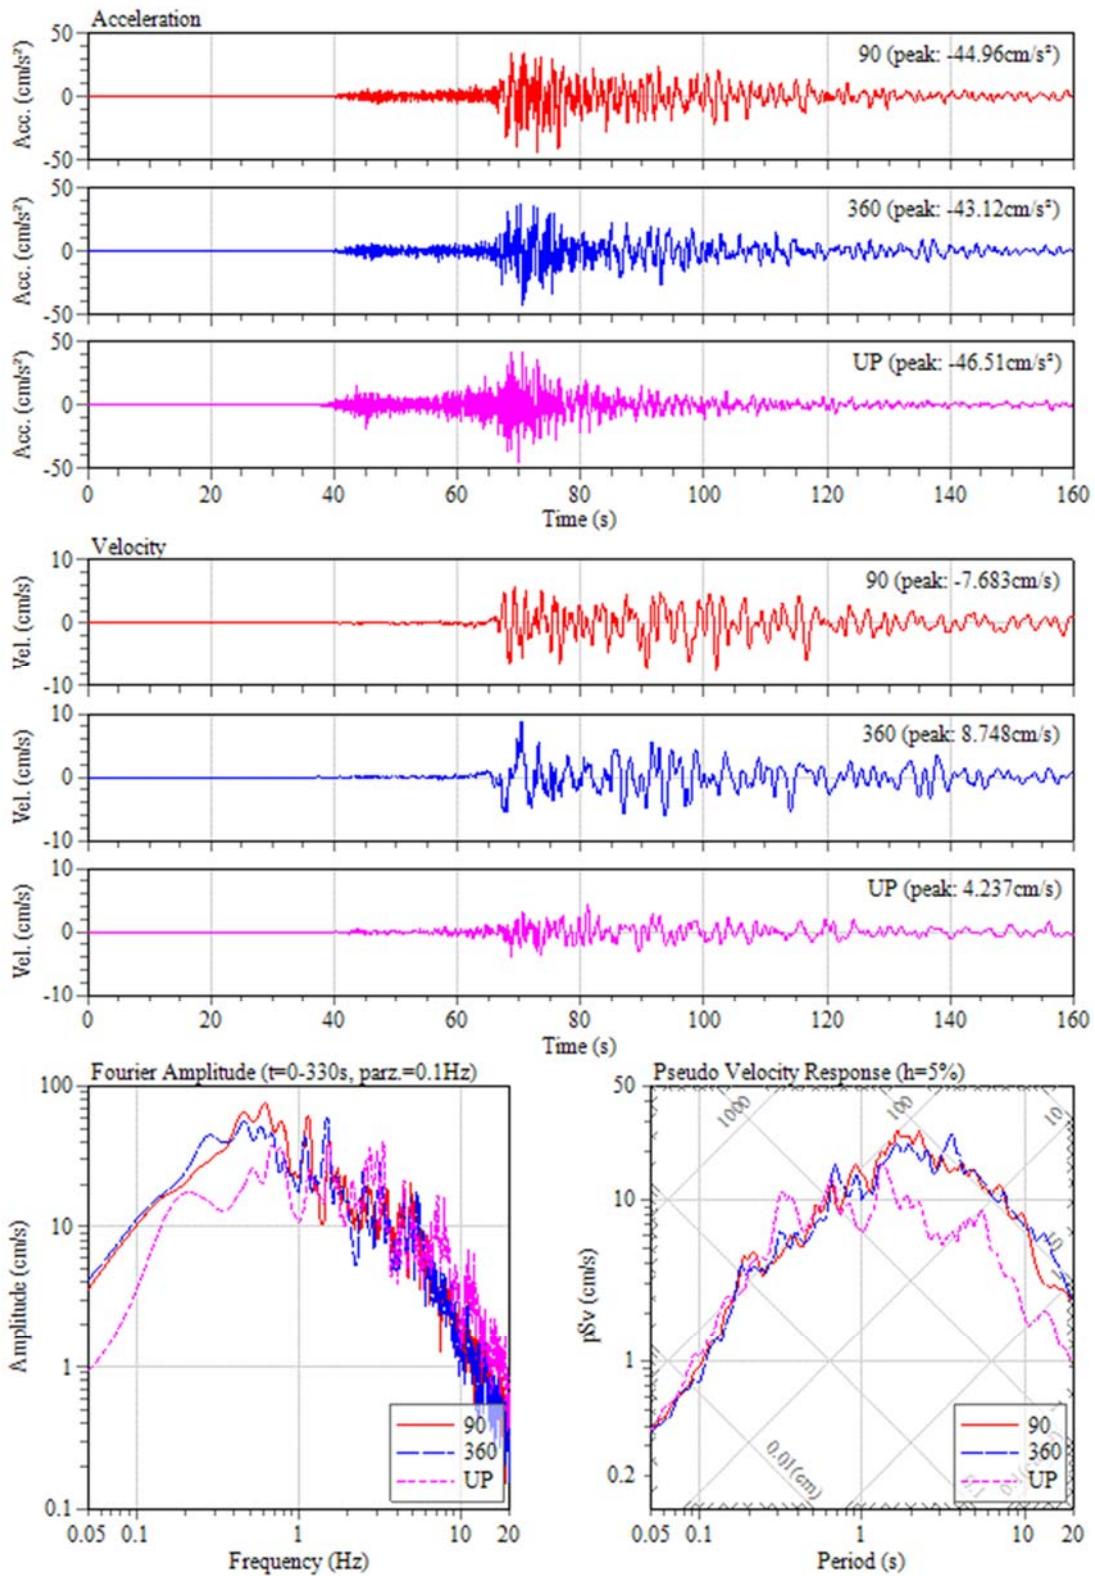 Acceleration
50
0
-50
Acc. (cm/s²)
90 (peak: -44.96cm/s²)
50
0
-50
Acc. (cm/s²)
360 (peak: -43.12cm/s²)
50
0
-50
Acc. (cm/s²)
UP (peak: -46.51cm/s²)
0 20 40 60 80 100 120 140 160
Time (s)
Velocity
10
0
-10
Vel. (cm/s)
90 (peak: -7.683cm/s)
10
0
-10
Vel. (cm/s)
360 (peak: 8.748cm/s)
10
0
-10
Vel. (cm/s)
UP (peak: 4.237cm/s)
0 20 40 60 80 100 120 140 160
Time (s)
Fourier Amplitude (t=0-330s, parz.=0.1Hz)
100
10
1
0.1
Amplitude (cm/s)
90
360
UP
0.05 0.1 1 10 20
Frequency (Hz)
Pseudo Velocity Response (h=5%)
50
10
1
0.2
pSv (cm/s)
1000
100
10
10
1
0.01(cm)
0.1
90
360
UP
0.05 0.1 1 10 20
Period (s)